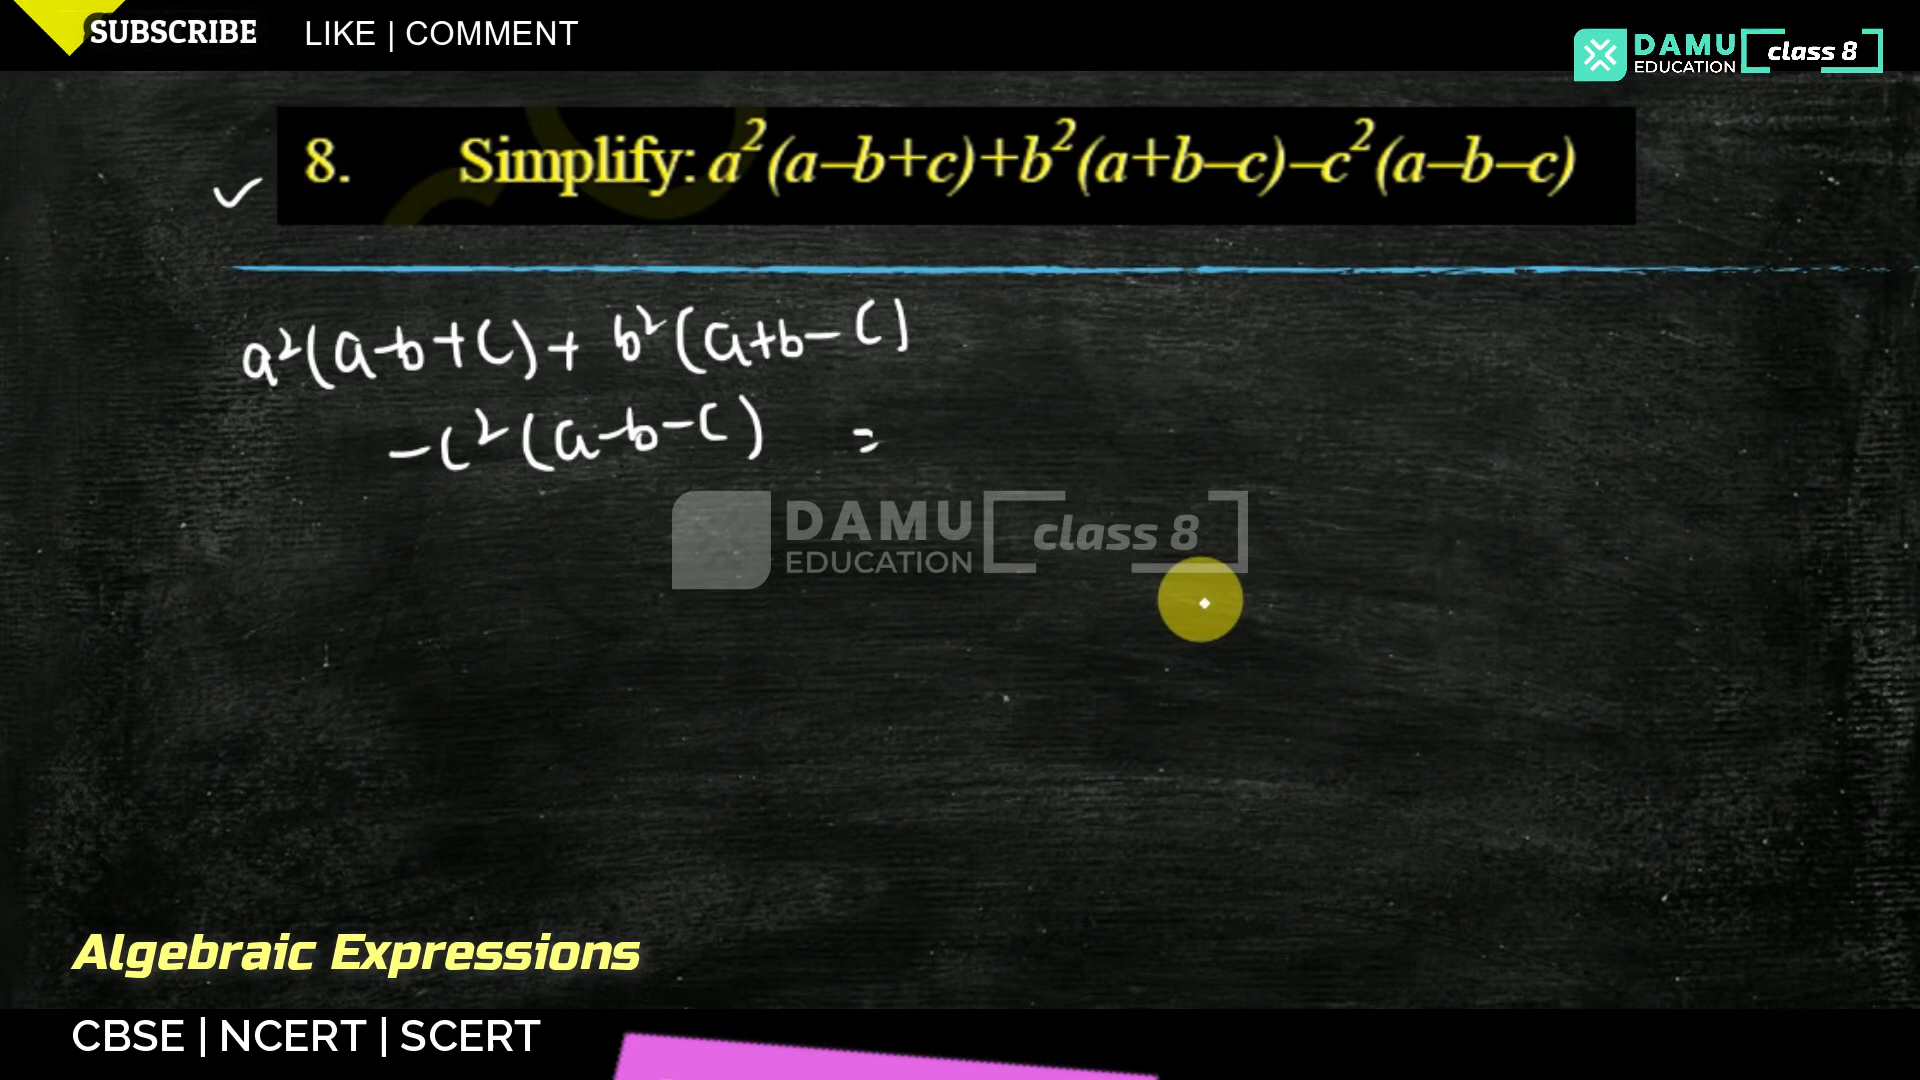 SUBSCRIBE LIKE | COMMENT
DAMU EDUCATION class 8
8. Simplify: a²(a–b+c)+b²(a+b–c)–c²(a–b–c)
a²(a-b+c)+ b²(a+b-c)
-c²(a-b-c) =
DAMU EDUCATION class 8
Algebraic Expressions
CBSE | NCERT | SCERT